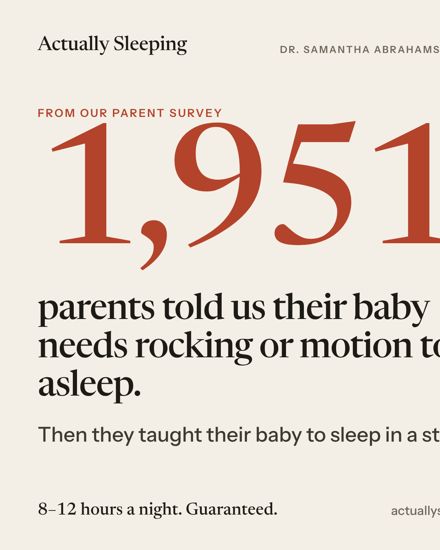 Actually Sleeping
DR. SAMANTHA ABRAHAMS
FROM OUR PARENT SURVEY
1,951
parents told us their baby
needs rocking or motion to
asleep.
Then they taught their baby to sleep in a st
8–12 hours a night. Guaranteed.
actuallys